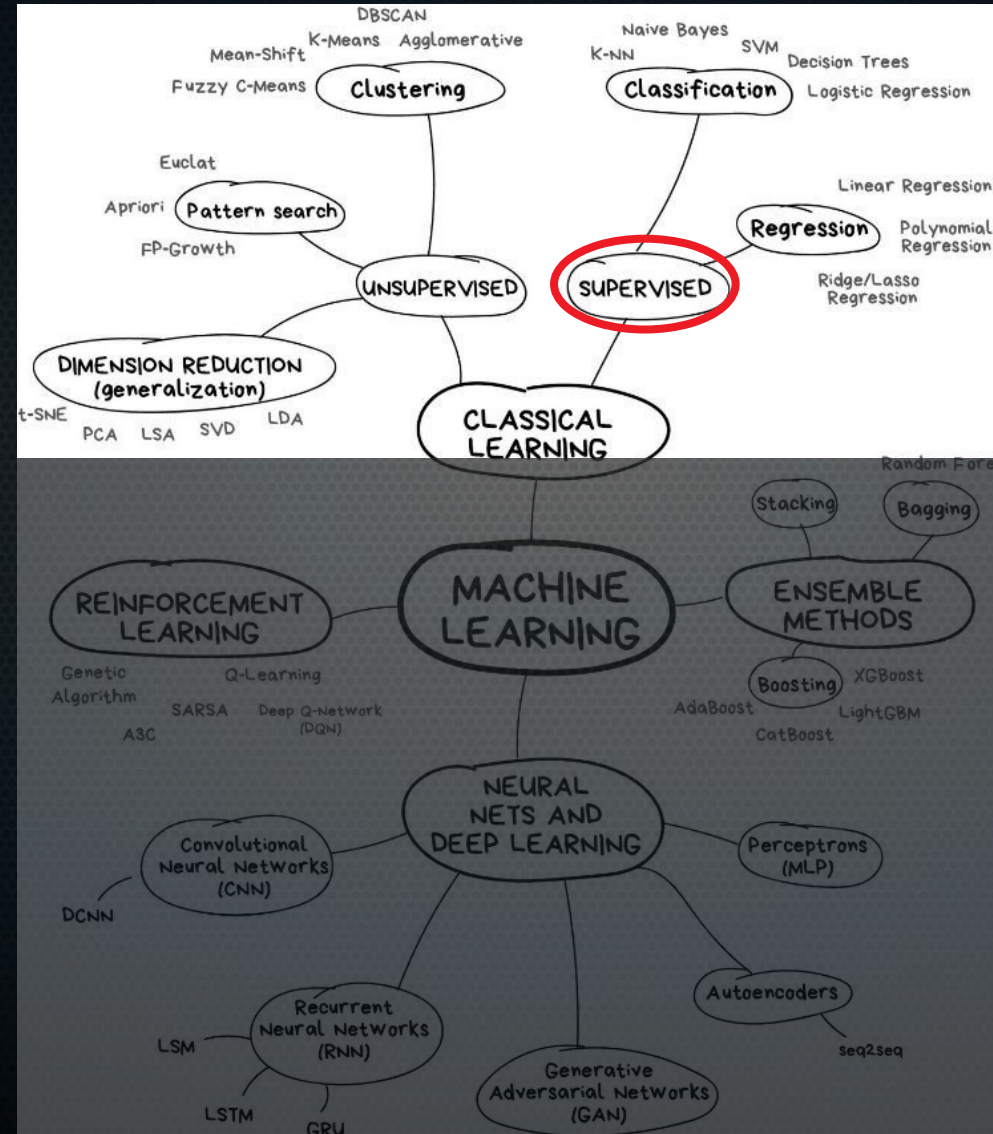 DBSCAN
K-Means
Agglomerative
Mean-Shift
Fuzzy C-Means
Clustering
Naive Bayes
K-NN
SVM
Decision Trees
Classification
Logistic Regression
Euclat
Apriori
Pattern search
FP-Growth
Linear Regression
Regression
Polynomial
Regression
Ridge/Lasso
Regression
UNSUPERVISED
SUPERVISED
DIMENSION REDUCTION
(generalization)
t-SNE
PCA
LSA
SVD
LDA
CLASSICAL
LEARNING
Random Fore
Stacking
Bagging
MACHINE
LEARNING
REINFORCEMENT
LEARNING
Genetic
Algorithm
Q-Learning
SARSA
Deep Q-Network
(DQN)
A3C
ENSEMBLE
METHODS
Boosting
XGBoost
AdaBoost
LightGBM
CatBoost
NEURAL
NETS AND
DEEP LEARNING
Convolutional
Neural Networks
(CNN)
DCNN
Perceptrons
(MLP)
Recurrent
Neural Networks
(RNN)
LSM
LSTM
GRU
Autoencoders
seq2seq
Generative
Adversarial Networks
(GAN)